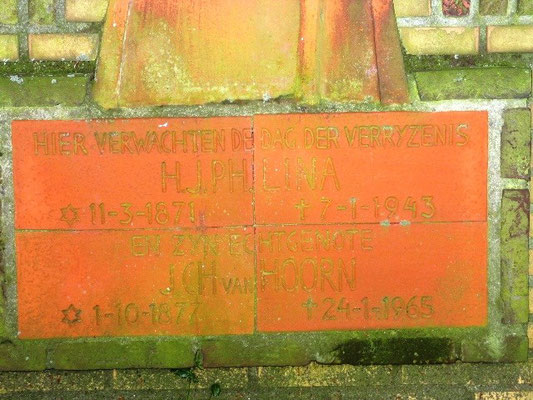 HIER VERWACHTEN DE DAG DER VERRYZENIS
H.J.PH. LINA
✡ 11-3-1871 † 7-1-1943
EN ZYN ECHTGENOTE
J. CH VAN HOORN
✡ 1-10-1877 † 24-1-1965